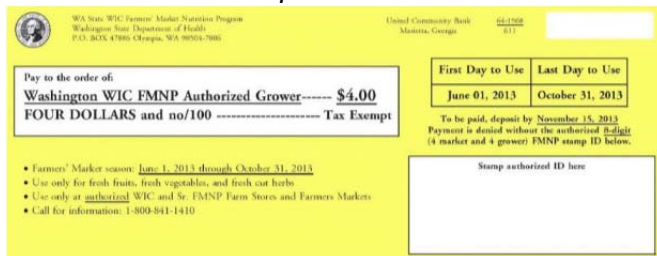 WA State WIC Farmers' Market Nutrition Program
Washington State Department of Health
P.O. BOX 47886 Olympia, WA 98504-7886
United Community Bank
Marietta, Georgia
64-1568
611
Pay to the order of:
Washington WIC FMNP Authorized Grower------ $4.00
FOUR DOLLARS and no/100 --------------------- Tax Exempt
First Day to Use Last Day to Use
June 01, 2013 October 31, 2013
To be paid, deposit by November 15, 2013
Payment is denied without the authorized 8-digit
(4 market and 4 grower) FMNP stamp ID below.
• Farmers' Market season: June 1, 2013 through October 31, 2013
• Use only for fresh fruits, fresh vegetables, and fresh cut herbs
• Use only at authorized WIC and Sr. FMNP Farm Stores and Farmers Markets
• Call for information: 1-800-841-1410
Stamp authorized ID here